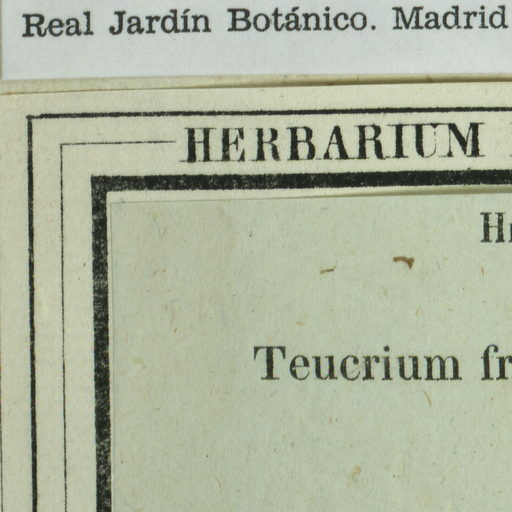 Real Jardín Botánico. Madrid
HERBARIUM
Teucrium